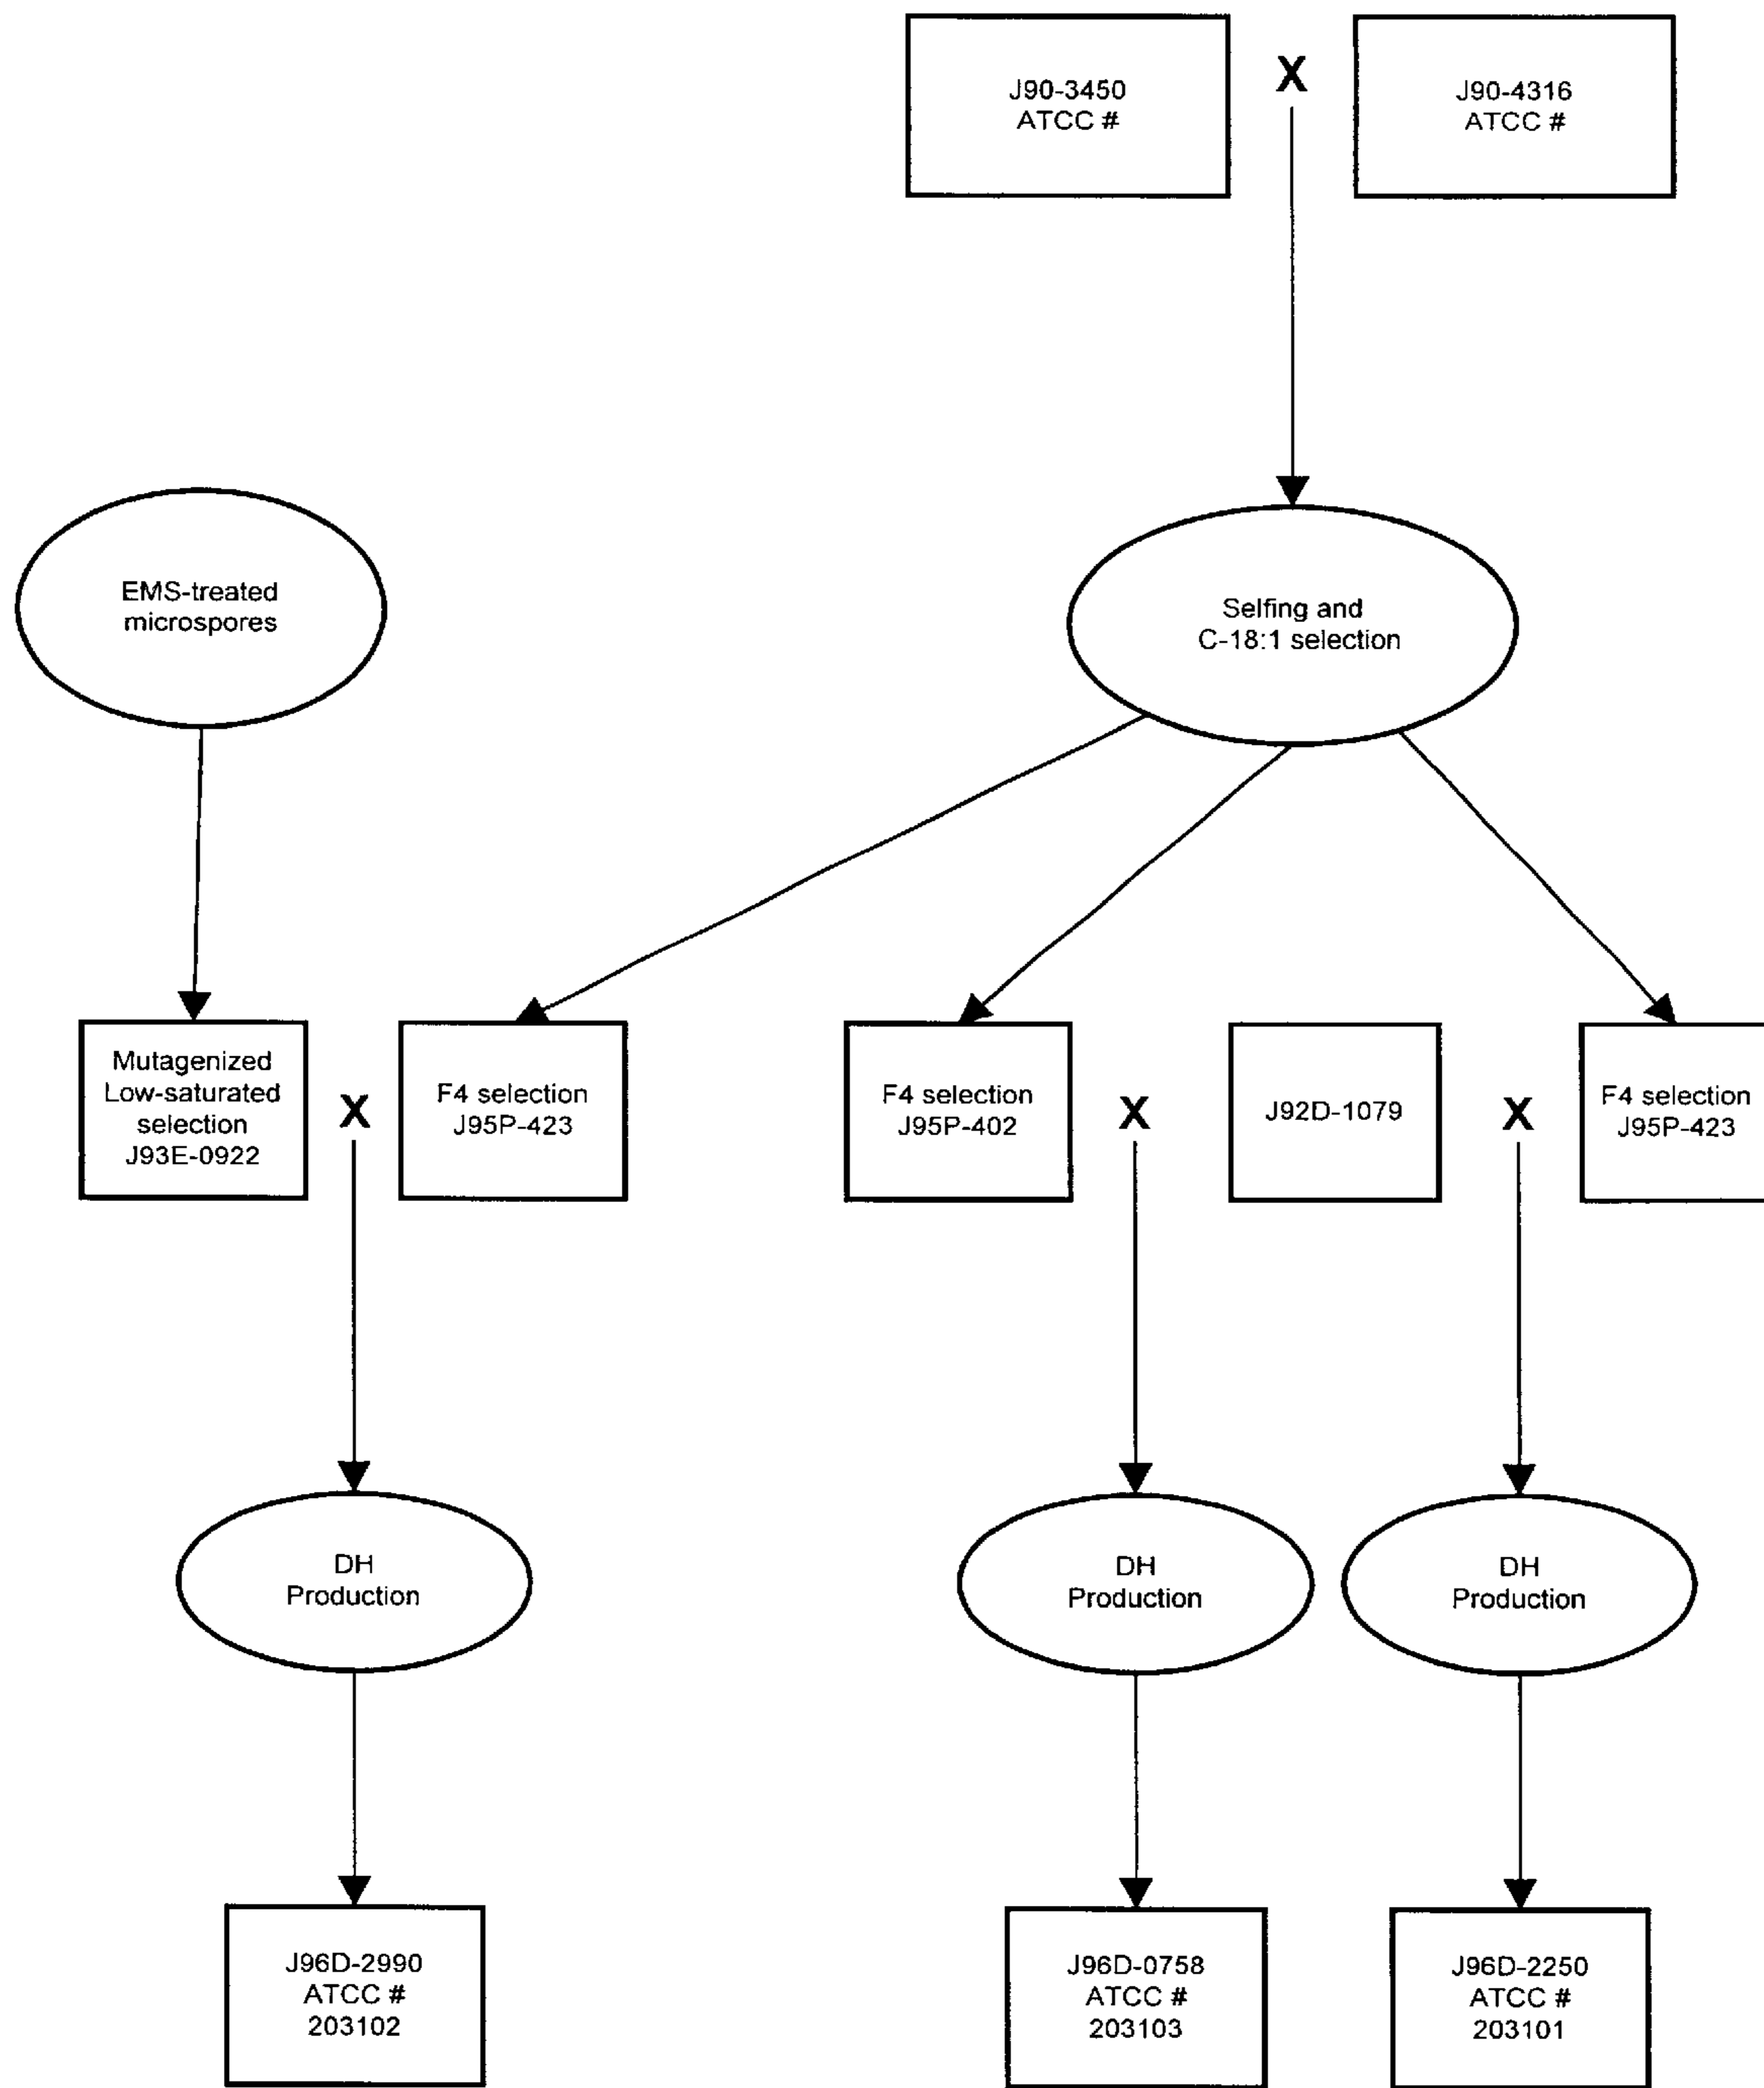 J90-3450
ATCC #
X
J90-4316
ATCC #
EMS-treated
microspores
Selfing and
C-18:1 selection
Mutagenized
Low-saturated
selection
J93E-0922
X
F4 selection
J95P-423
F4 selection
J95P-402
X
J92D-1079
X
F4 selection
J95P-423
DH
Production
DH
Production
DH
Production
J96D-2990
ATCC #
203102
J96D-0758
ATCC #
203103
J96D-2250
ATCC #
203101